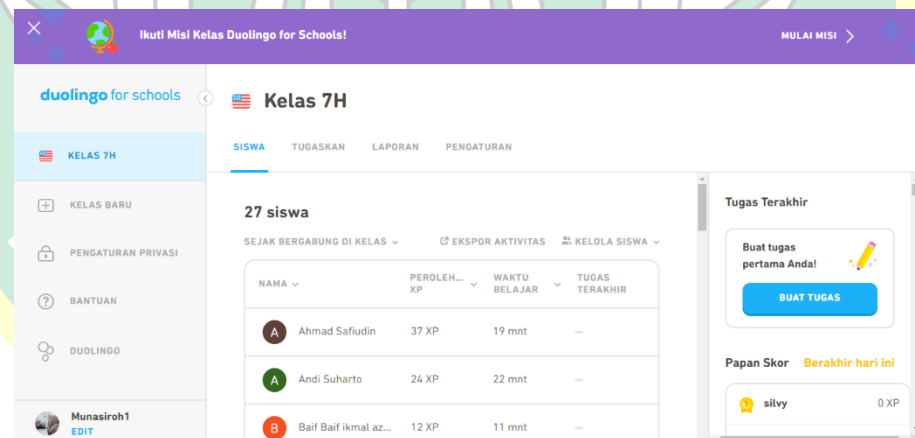 Ikuti Misi Kelas Duolingo for Schools!
MULAI MISI
duolingo for schools
KELAS 7H
KELAS BARU
PENGATURAN PRIVASI
BANTUAN
DUOLINGO
Munasiroh1
EDIT
Kelas 7H
SISWA TUGASKAN LAPORAN PENGATURAN
27 siswa
SEJAK BERGABUNG DI KELAS EKSPOR AKTIVITAS KELOLA SISWA
NAMA PEROLEH... XP WAKTU BELAJAR TUGAS TERAKHIR
A Ahmad Safiudin 37 XP 19 mnt –
A Andi Suharto 24 XP 22 mnt –
B Baif Baif ikmal az... 12 XP 11 mnt
Tugas Terakhir
Buat tugas
pertama Anda!
BUAT TUGAS
Papan Skor Berakhir hari ini
1 silvy 0 XP